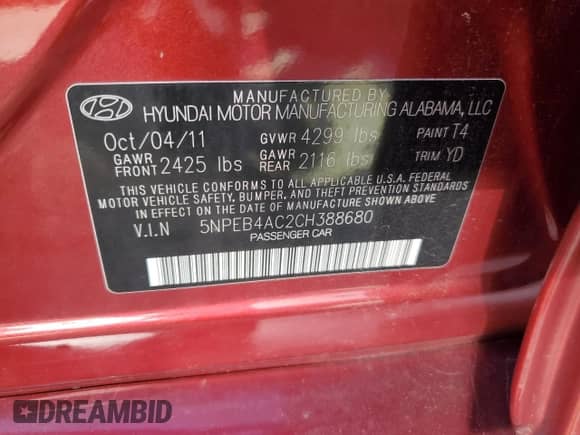 MANUFACTURED BY
HYUNDAI MOTOR MANUFACTURING ALABAMA, LLC
Oct/04/11 GVWR 4299 lbs PAINT T4
GAWR FRONT 2425 lbs GAWR REAR 2116 lbs TRIM YD
THIS VEHICLE CONFORMS TO ALL APPLICABLE U.S.A. FEDERAL
MOTOR VEHICLE SAFETY, BUMPER, AND THEFT PREVENTION STANDARDS
IN EFFECT ON THE DATE OF MANUFACTURE SHOWN ABOVE.
V.I.N 5NPEB4AC2CH388680
PASSENGER CAR
DREAMBID